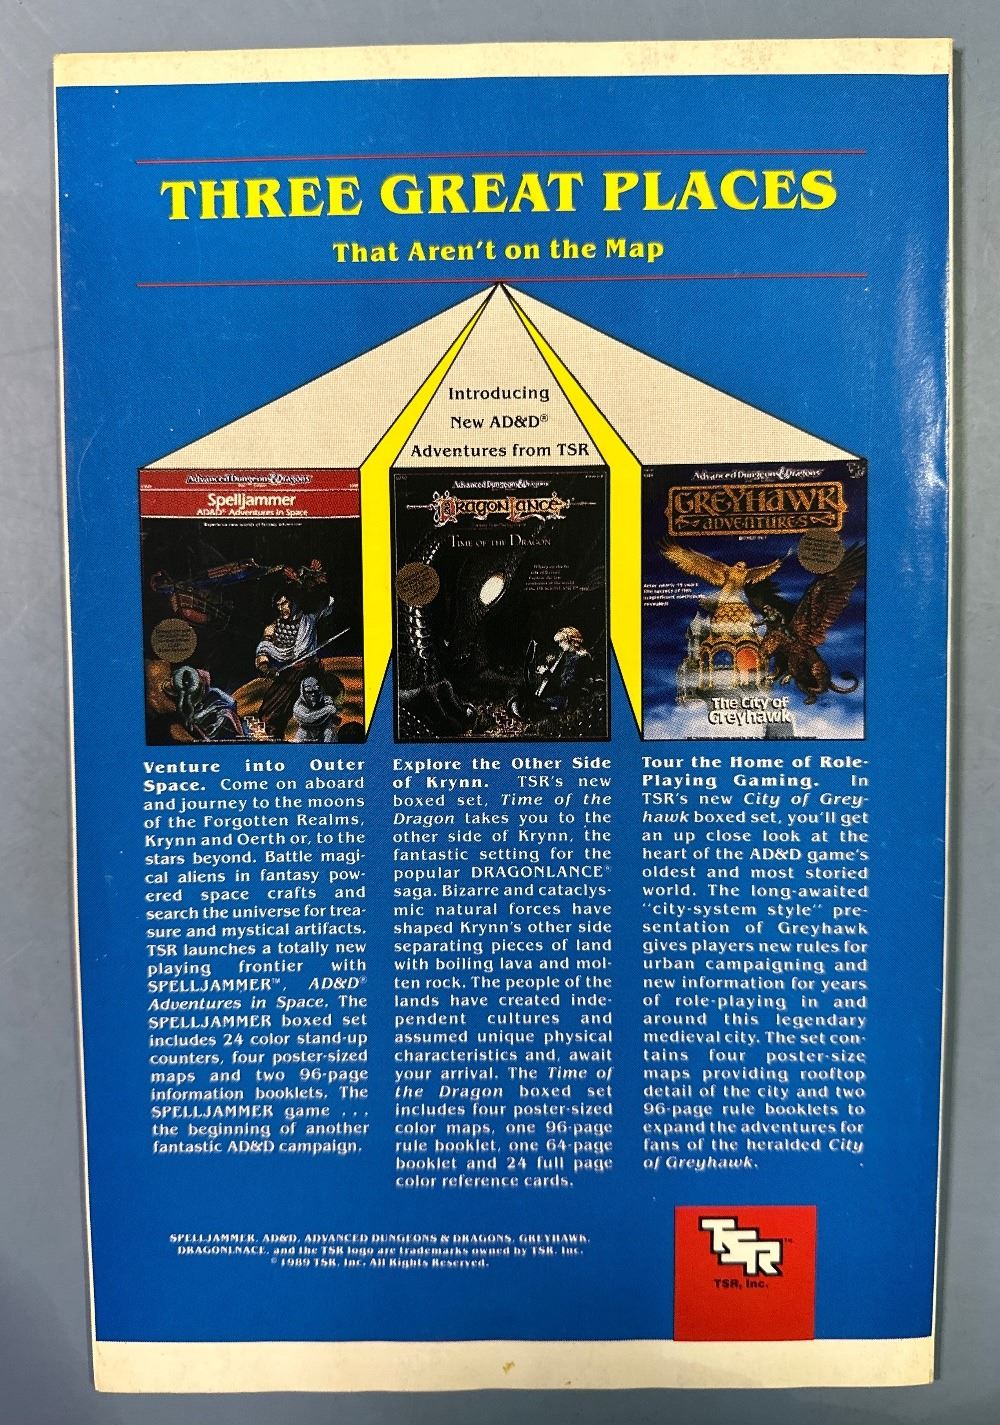 THREE GREAT PLACES
That Aren't on the Map
Introducing
New AD&D®
Adventures from TSR
Advanced Dungeons & Dragons
Spelljammer
AD&D® Adventures in Space
Advanced Dungeons & Dragons
DRAGONLANCE
TIME OF THE DRAGON
Advanced Dungeons & Dragons
GREYHAWK
ADVENTURES
The City of
Greyhawk
Venture into Outer
Space. Come on aboard
and journey to the moons
of the Forgotten Realms,
Krynn and Oerth or, to the
stars beyond. Battle magi-
cal aliens in fantasy pow-
ered space crafts and
search the universe for trea-
sure and mystical artifacts.
TSR launches a totally new
playing frontier with
SPELLJAMMER™, AD&D®
Adventures in Space. The
SPELLJAMMER boxed set
includes 24 color stand-up
counters, four poster-sized
maps and two 96-page
information booklets. The
SPELLJAMMER game . . .
the beginning of another
fantastic AD&D campaign.
Explore the Other Side
of Krynn. TSR's new
boxed set, Time of the
Dragon takes you to the
other side of Krynn, the
fantastic setting for the
popular DRAGONLANCE®
saga. Bizarre and cataclys-
mic natural forces have
shaped Krynn's other side
separating pieces of land
with boiling lava and mol-
ten rock. The people of the
lands have created inde-
pendent cultures and
assumed unique physical
characteristics and, await
your arrival. The Time of
the Dragon boxed set
includes four poster-sized
color maps, one 96-page
rule booklet, one 64-page
booklet and 24 full page
color reference cards.
Tour the Home of Role-
Playing Gaming. In
TSR's new City of Grey-
hawk boxed set, you'll get
an up close look at the
heart of the AD&D game's
oldest and most storied
world. The long-awaited
"city-system style" pre-
sentation of Greyhawk
gives players new rules for
urban campaigning and
new information for years
of role-playing in and
around this legendary
medieval city. The set con-
tains four poster-size
maps providing rooftop
detail of the city and two
96-page rule booklets to
expand the adventures for
fans of the heralded City
of Greyhawk.
SPELLJAMMER, AD&D, ADVANCED DUNGEONS & DRAGONS, GREYHAWK,
DRAGONLNACE, and the TSR logo are trademarks owned by TSR, Inc.
©1989 TSR, Inc. All Rights Reserved.
TSR™
TSR, Inc.